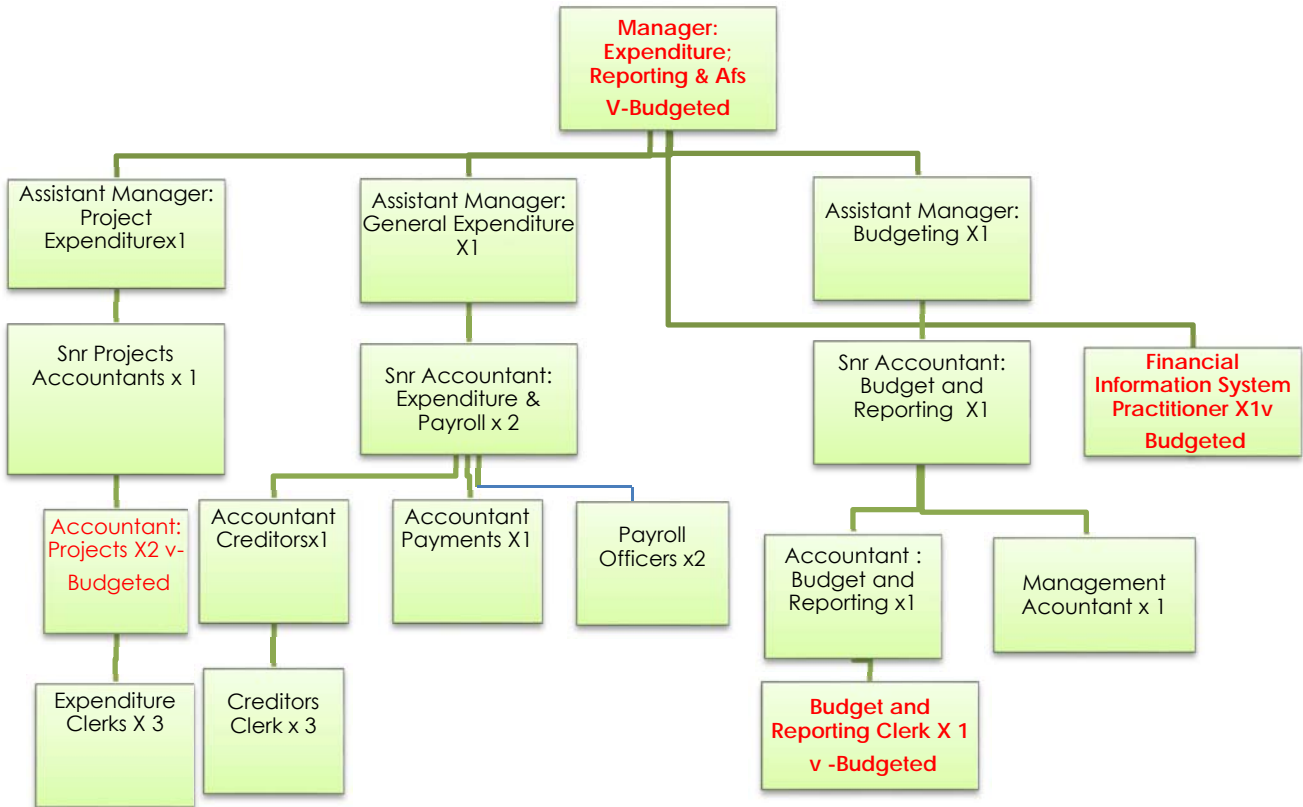 Manager:
Expenditure;
Reporting & Afs
V-Budgeted
Assistant Manager:
Project
Expenditurex1
Assistant Manager:
General Expenditure
X1
Assistant Manager:
Budgeting X1
Snr Projects
Accountants x 1
Snr Accountant:
Expenditure &
Payroll x 2
Snr Accountant:
Budget and
Reporting X1
Financial
Information System
Practitioner X1v
Budgeted
Accountant:
Projects X2 v-
Budgeted
Accountant
Creditorsx1
Accountant
Payments X1
Payroll
Officers x2
Accountant :
Budget and
Reporting x1
Management
Acountant x 1
Expenditure
Clerks X 3
Creditors
Clerk x 3
Budget and
Reporting Clerk X 1
v -Budgeted